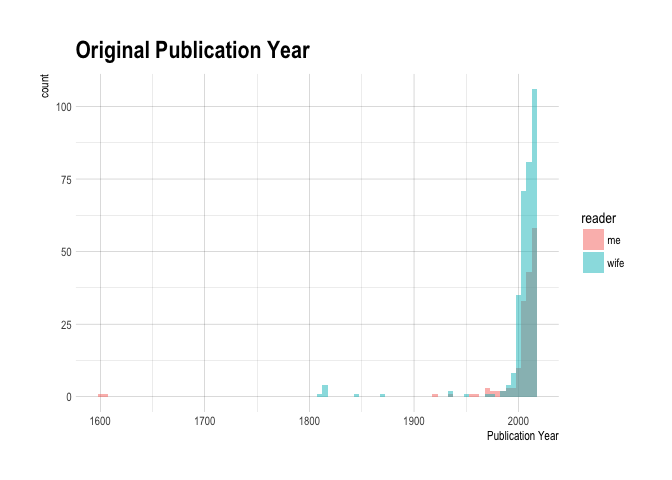 Original Publication Year
count
100
75
50
25
0
1600 1700 1800 1900 2000
Publication Year
reader
me
wife